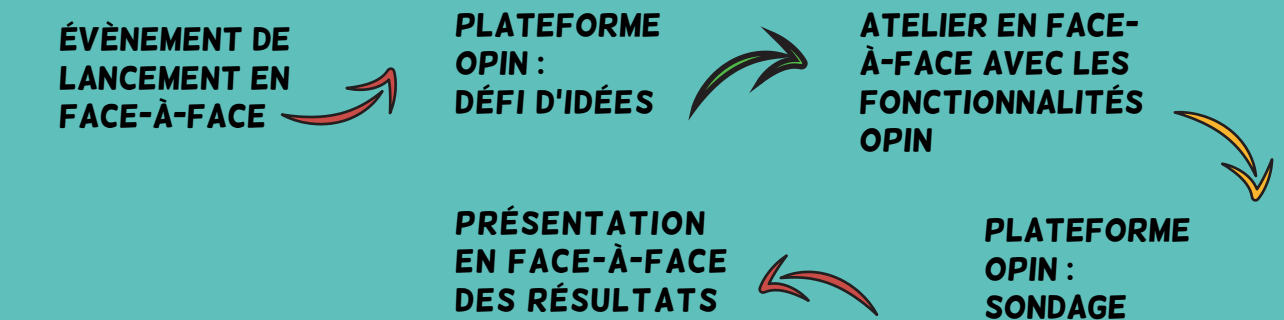 ÉVÈNEMENT DE
LANCEMENT EN
FACE-À-FACE
PLATEFORME
OPIN :
DÉFI D'IDÉES
ATELIER EN FACE-
À-FACE AVEC LES
FONCTIONNALITÉS
OPIN
PLATEFORME
OPIN :
SONDAGE
PRÉSENTATION
EN FACE-À-FACE
DES RÉSULTATS